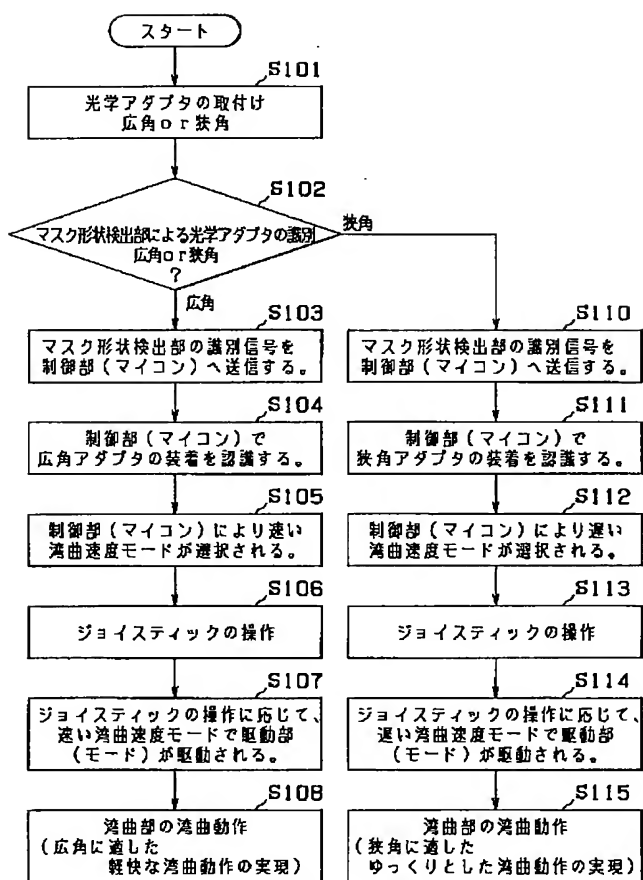 スタート
S101
光学アダプタの取付け
広角or狭角
S102
マスク形状検出部による光学アダプタの識別
広角or狭角
?
狭角
広角
S103
マスク形状検出部の識別信号を
制御部(マイコン)へ送信する。
S104
制御部(マイコン)で
広角アダプタの装着を認識する。
S105
制御部(マイコン)により速い
湾曲速度モードが選択される。
S106
ジョイスティックの操作
S107
ジョイスティックの操作に応じて、
速い湾曲速度モードで駆動部
(モード)が駆動される。
S108
湾曲部の湾曲動作
(広角に適した
軽快な湾曲動作の実現)
S110
マスク形状検出部の識別信号を
制御部(マイコン)へ送信する。
S111
制御部(マイコン)で
狭角アダプタの装着を認識する。
S112
制御部(マイコン)により遅い
湾曲速度モードが選択される。
S113
ジョイスティックの操作
S114
ジョイスティックの操作に応じて、
遅い湾曲速度モードで駆動部
(モード)が駆動される。
S115
湾曲部の湾曲動作
(狭角に適した
ゆっくりとした湾曲動作の実現)